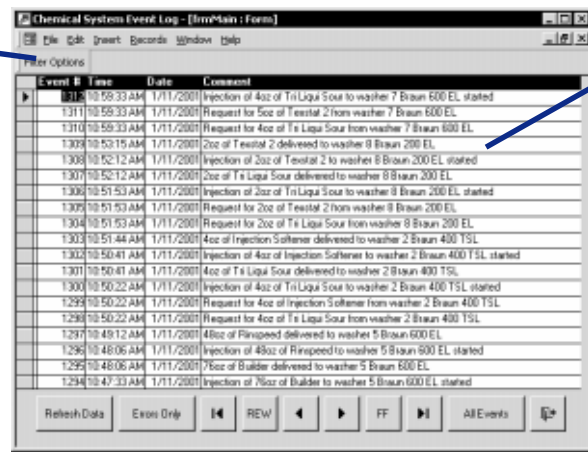 Chemical System Event Log - [frmMain : Form]
File Edit Insert Records Window Help
Filter Options
Event # Time Date Comment
1312 10:59:33 AM 1/11/2001 Injection of 4oz of Tri Liqui Sour to washer 7 Braun 600 EL started
1311 10:59:33 AM 1/11/2001 Request for 5oz of Texstat 2 from washer 7 Braun 600 EL
1310 10:59:33 AM 1/11/2001 Request for 4oz of Tri Liqui Sour from washer 7 Braun 600 EL
1309 10:53:15 AM 1/11/2001 2oz of Texstat 2 delivered to washer 8 Braun 200 EL
1308 10:52:12 AM 1/11/2001 Injection of 2oz of Texstat 2 to washer 8 Braun 200 EL started
1307 10:52:12 AM 1/11/2001 2oz of Tri Liqui Sour delivered to washer 8 Braun 200 EL
1306 10:51:53 AM 1/11/2001 Injection of 2oz of Tri Liqui Sour to washer 8 Braun 200 EL started
1305 10:51:53 AM 1/11/2001 Request for 2oz of Texstat 2 from washer 8 Braun 200 EL
1304 10:51:53 AM 1/11/2001 Request for 2oz of Tri Liqui Sour from washer 8 Braun 200 EL
1303 10:51:44 AM 1/11/2001 4oz of Injection Softener delivered to washer 2 Braun 400 TSL
1302 10:50:41 AM 1/11/2001 Injection of 4oz of Injection Softener to washer 2 Braun 400 TSL started
1301 10:50:41 AM 1/11/2001 4oz of Tri Liqui Sour delivered to washer 2 Braun 400 TSL
1300 10:50:22 AM 1/11/2001 Injection of 4oz of Tri Liqui Sour to washer 2 Braun 400 TSL started
1299 10:50:22 AM 1/11/2001 Request for 4oz of Injection Softener from washer 2 Braun 400 TSL
1298 10:50:22 AM 1/11/2001 Request for 4oz of Tri Liqui Sour from washer 2 Braun 400 TSL
1297 10:49:12 AM 1/11/2001 48oz of Rinspeed delivered to washer 5 Braun 600 EL
1296 10:48:06 AM 1/11/2001 Injection of 48oz of Rinspeed to washer 5 Braun 600 EL started
1295 10:48:06 AM 1/11/2001 76oz of Builder delivered to washer 5 Braun 600 EL
1294 10:47:33 AM 1/11/2001 Injection of 76oz of Builder to washer 5 Braun 600 EL started
Refresh Data Errors Only REW FF All Events